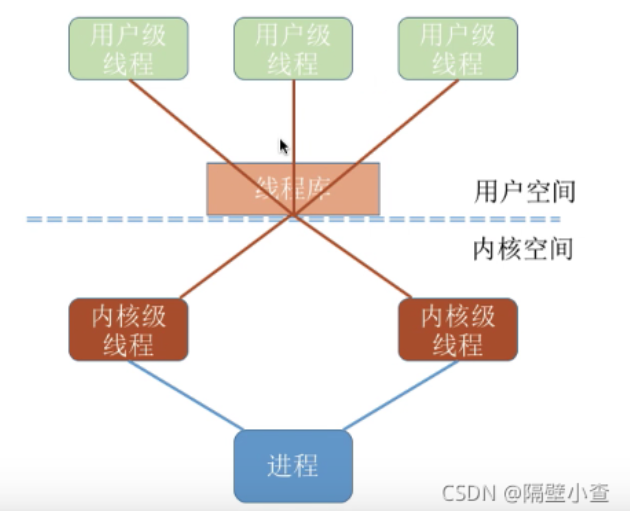 用户级
线程
用户级
线程
用户级
线程
线程库
用户空间
内核空间
内核级
线程
内核级
线程
进程
CSDN @隔壁小查